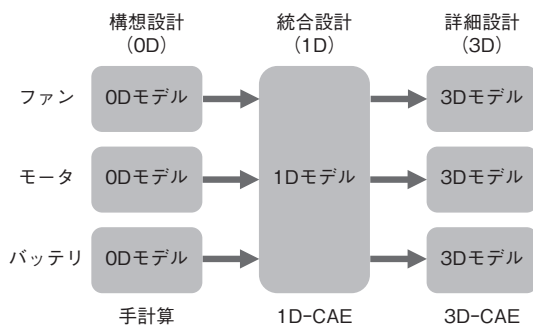 構想設計
（0D）
統合設計
（1D）
詳細設計
（3D）
ファン
0Dモデル
3Dモデル
モータ
0Dモデル
1Dモデル
3Dモデル
バッテリ
0Dモデル
3Dモデル
手計算
1D-CAE
3D-CAE